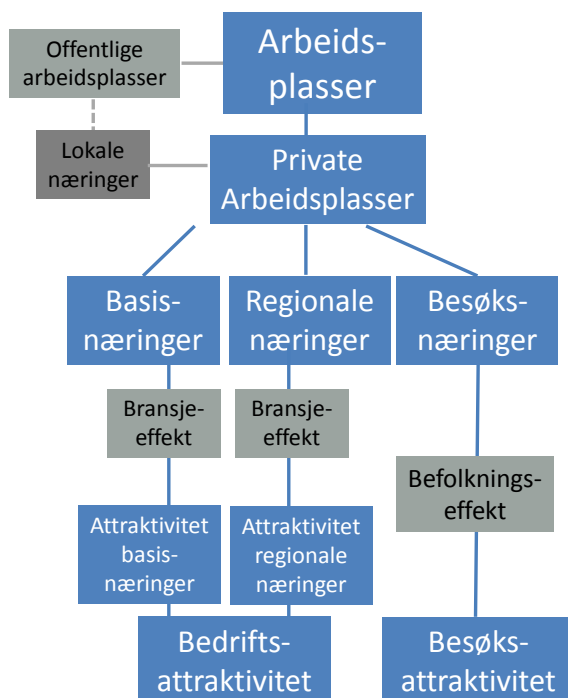 Offentlige
arbeidsplasser
Arbeids-
plasser
Lokale
næringer
Private
Arbeidsplasser
Basis-
næringer
Regionale
næringer
Besøks-
næringer
Bransje-
effekt
Bransje-
effekt
Befolknings-
effekt
Attraktivitet
basis-
næringer
Attraktivitet
regionale
næringer
Bedrifts-
attraktivitet
Besøks-
attraktivitet